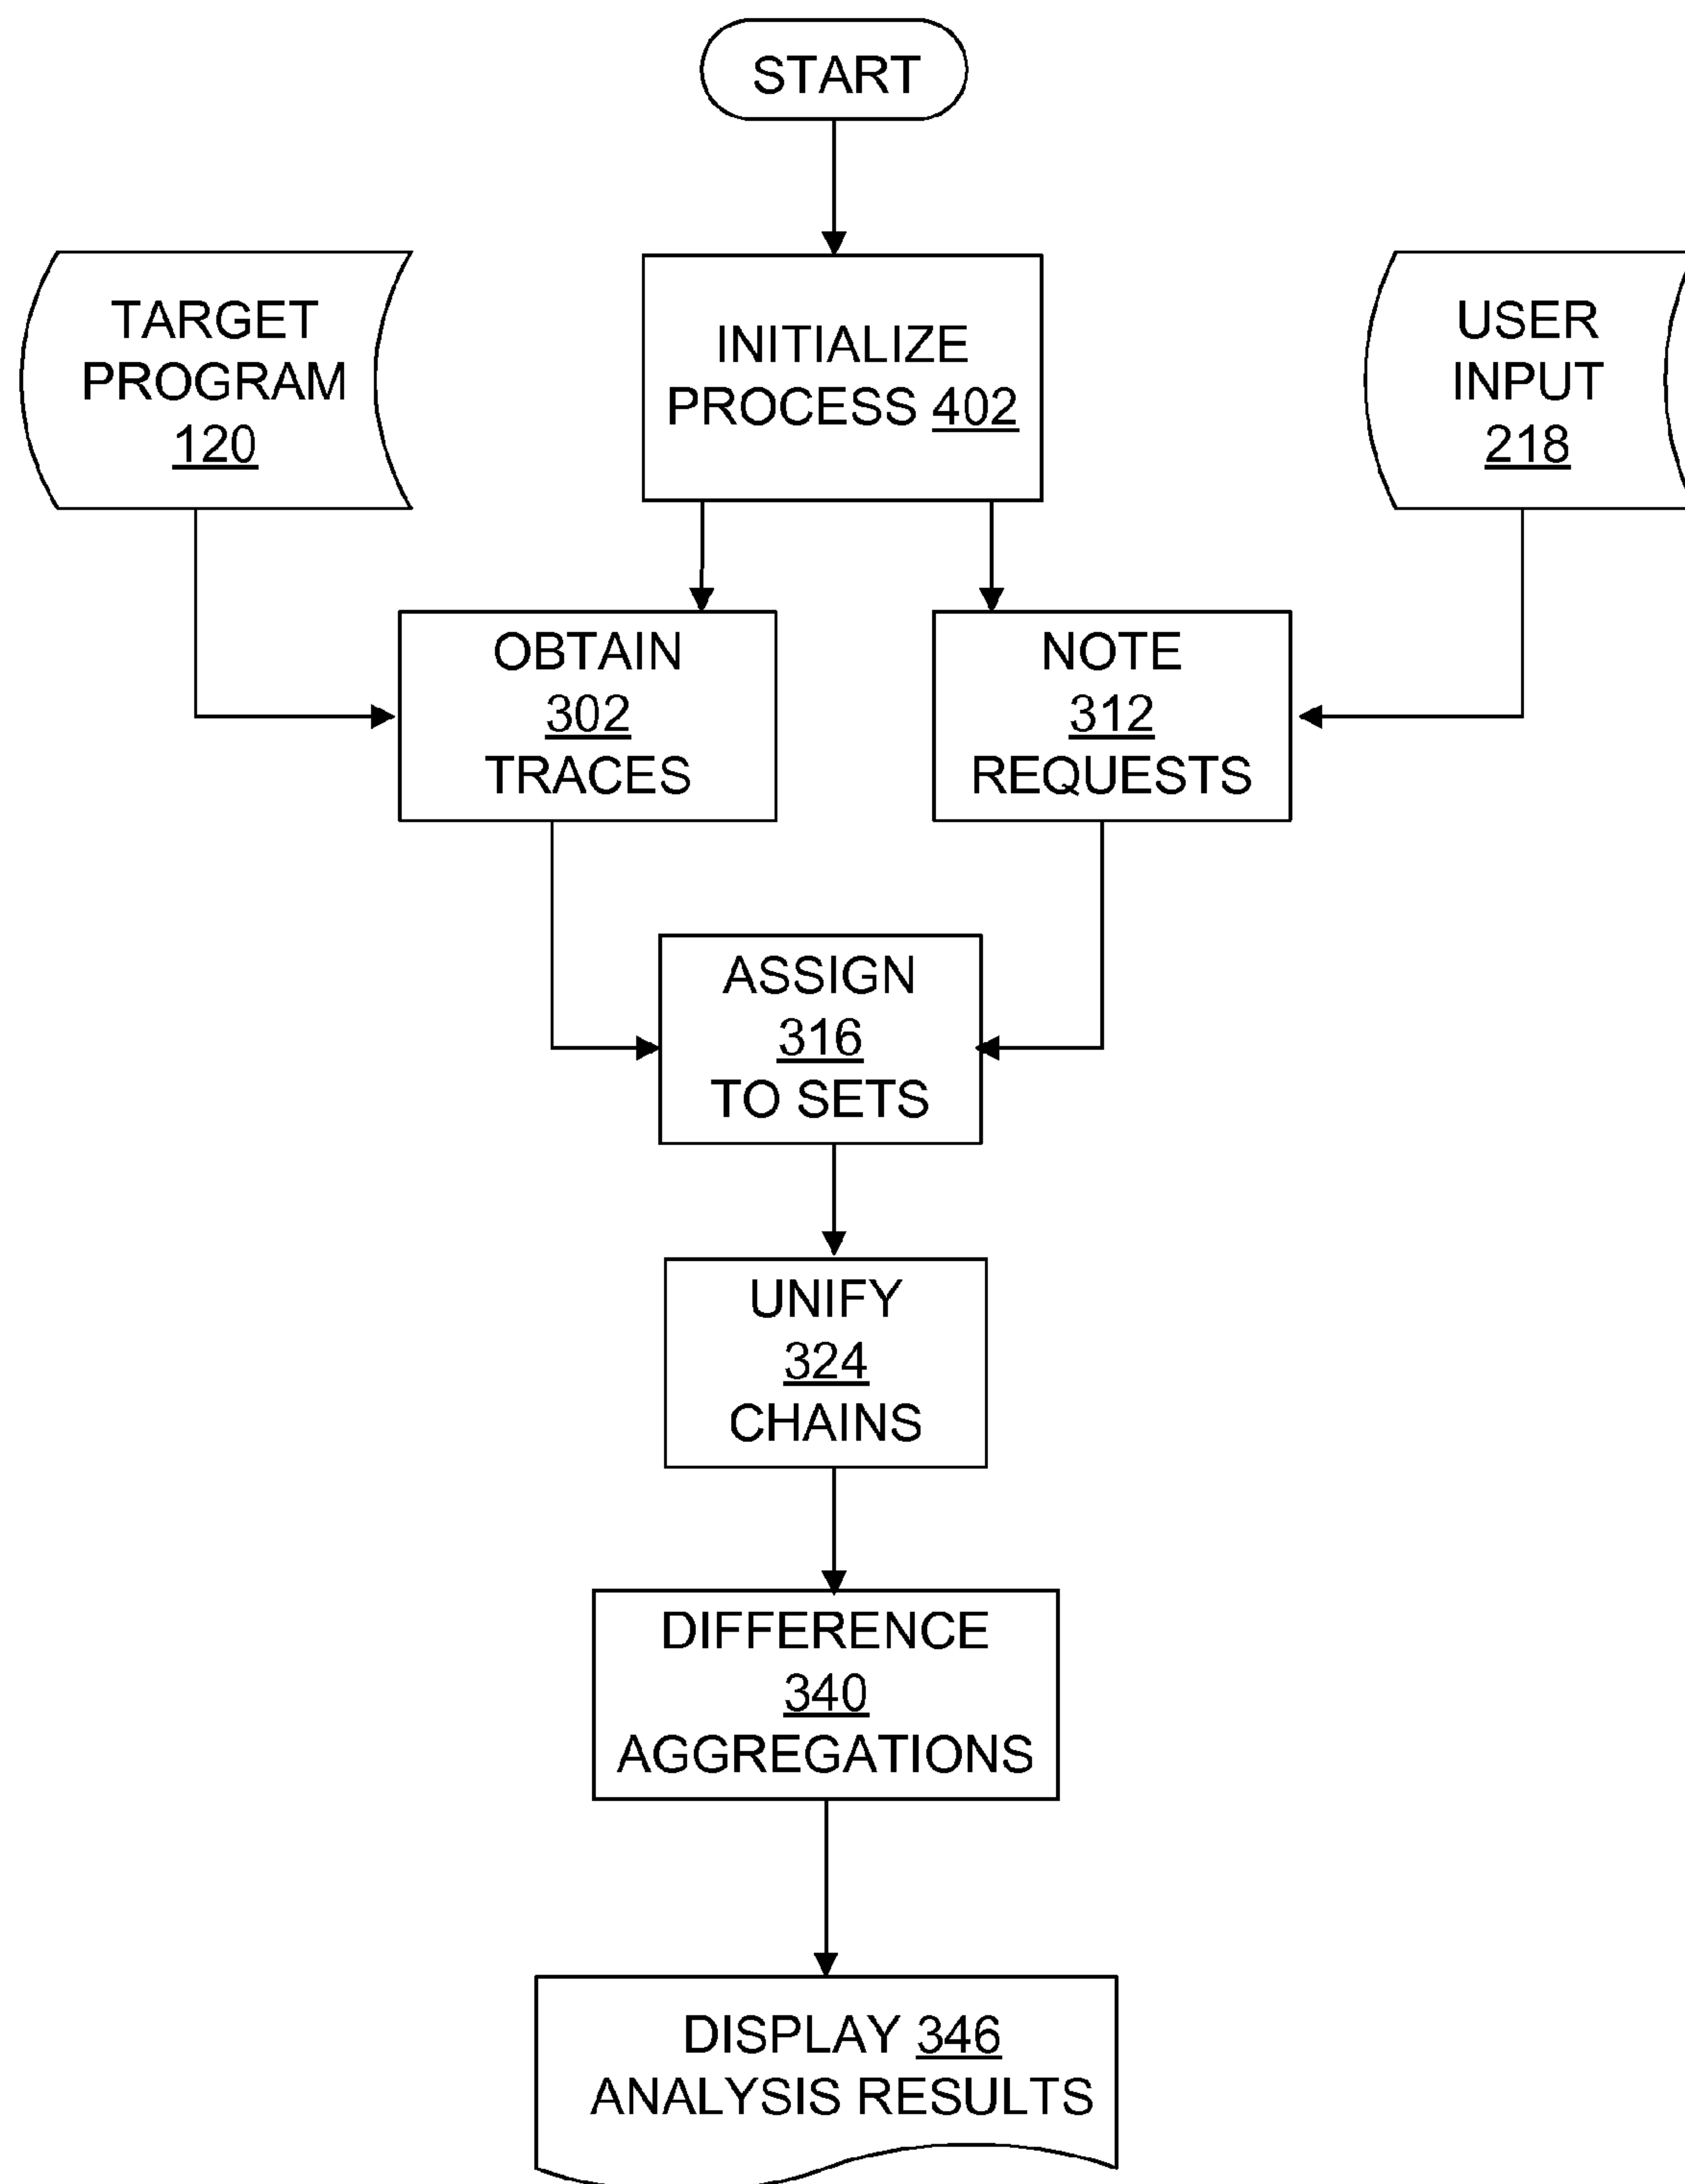 START
TARGET
PROGRAM
120
INITIALIZE
PROCESS 402
USER
INPUT
218
OBTAIN
302
TRACES
NOTE
312
REQUESTS
ASSIGN
316
TO SETS
UNIFY
324
CHAINS
DIFFERENCE
340
AGGREGATIONS
DISPLAY 346
ANALYSIS RESULTS